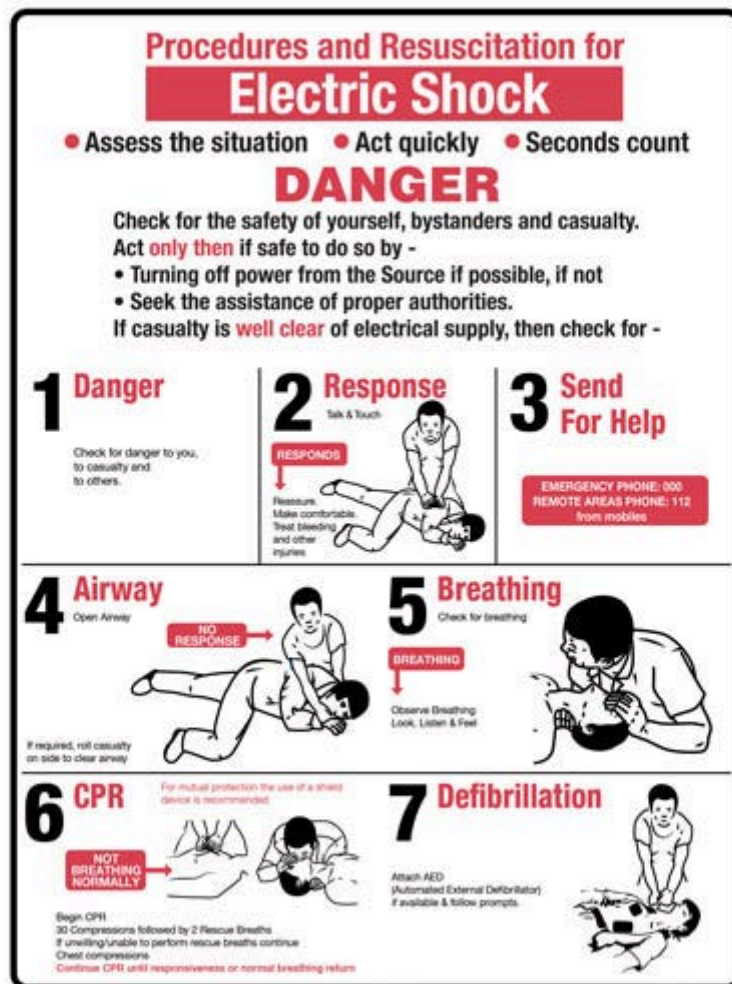 Procedures and Resuscitation for
Electric Shock
● Assess the situation ● Act quickly ● Seconds count
DANGER
Check for the safety of yourself, bystanders and casualty.
Act only then if safe to do so by -
• Turning off power from the Source if possible, if not
• Seek the assistance of proper authorities.
If casualty is well clear of electrical supply, then check for -
1 Danger
Check for danger to you,
to casualty and
to others.
2 Response
Talk & Touch
RESPONDS
Reassure.
Make comfortable.
Treat bleeding
and other
injuries
3 Send
For Help
EMERGENCY PHONE: 000
REMOTE AREAS PHONE: 112
from mobiles
4 Airway
Open Airway
NO
RESPONSE
If required, roll casualty
on side to clear airway
5 Breathing
Check for breathing
BREATHING
Observe Breathing
Look, Listen & Feel
6 CPR
For mutual protection the use of a shield
device is recommended
NOT
BREATHING
NORMALLY
Begin CPR
30 Compressions followed by 2 Rescue Breaths
If unwilling/unable to perform rescue breaths continue
Chest compressions
Continue CPR until responsiveness or normal breathing return
7 Defibrillation
Attach AED
(Automated External Defibrillator)
if available & follow prompts.